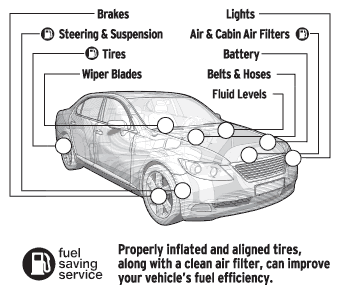 Brakes
Steering & Suspension
Tires
Wiper Blades
Lights
Air & Cabin Air Filters
Battery
Belts & Hoses
Fluid Levels
fuel
saving
service
Properly inflated and aligned tires,
along with a clean air filter, can improve
your vehicle's fuel efficiency.